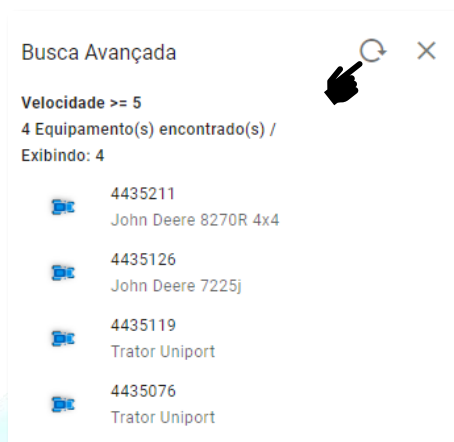 Busca Avançada
Velocidade >= 5
4 Equipamento(s) encontrado(s) /
Exibindo: 4
4435211
John Deere 8270R 4x4
4435126
John Deere 7225j
4435119
Trator Uniport
4435076
Trator Uniport